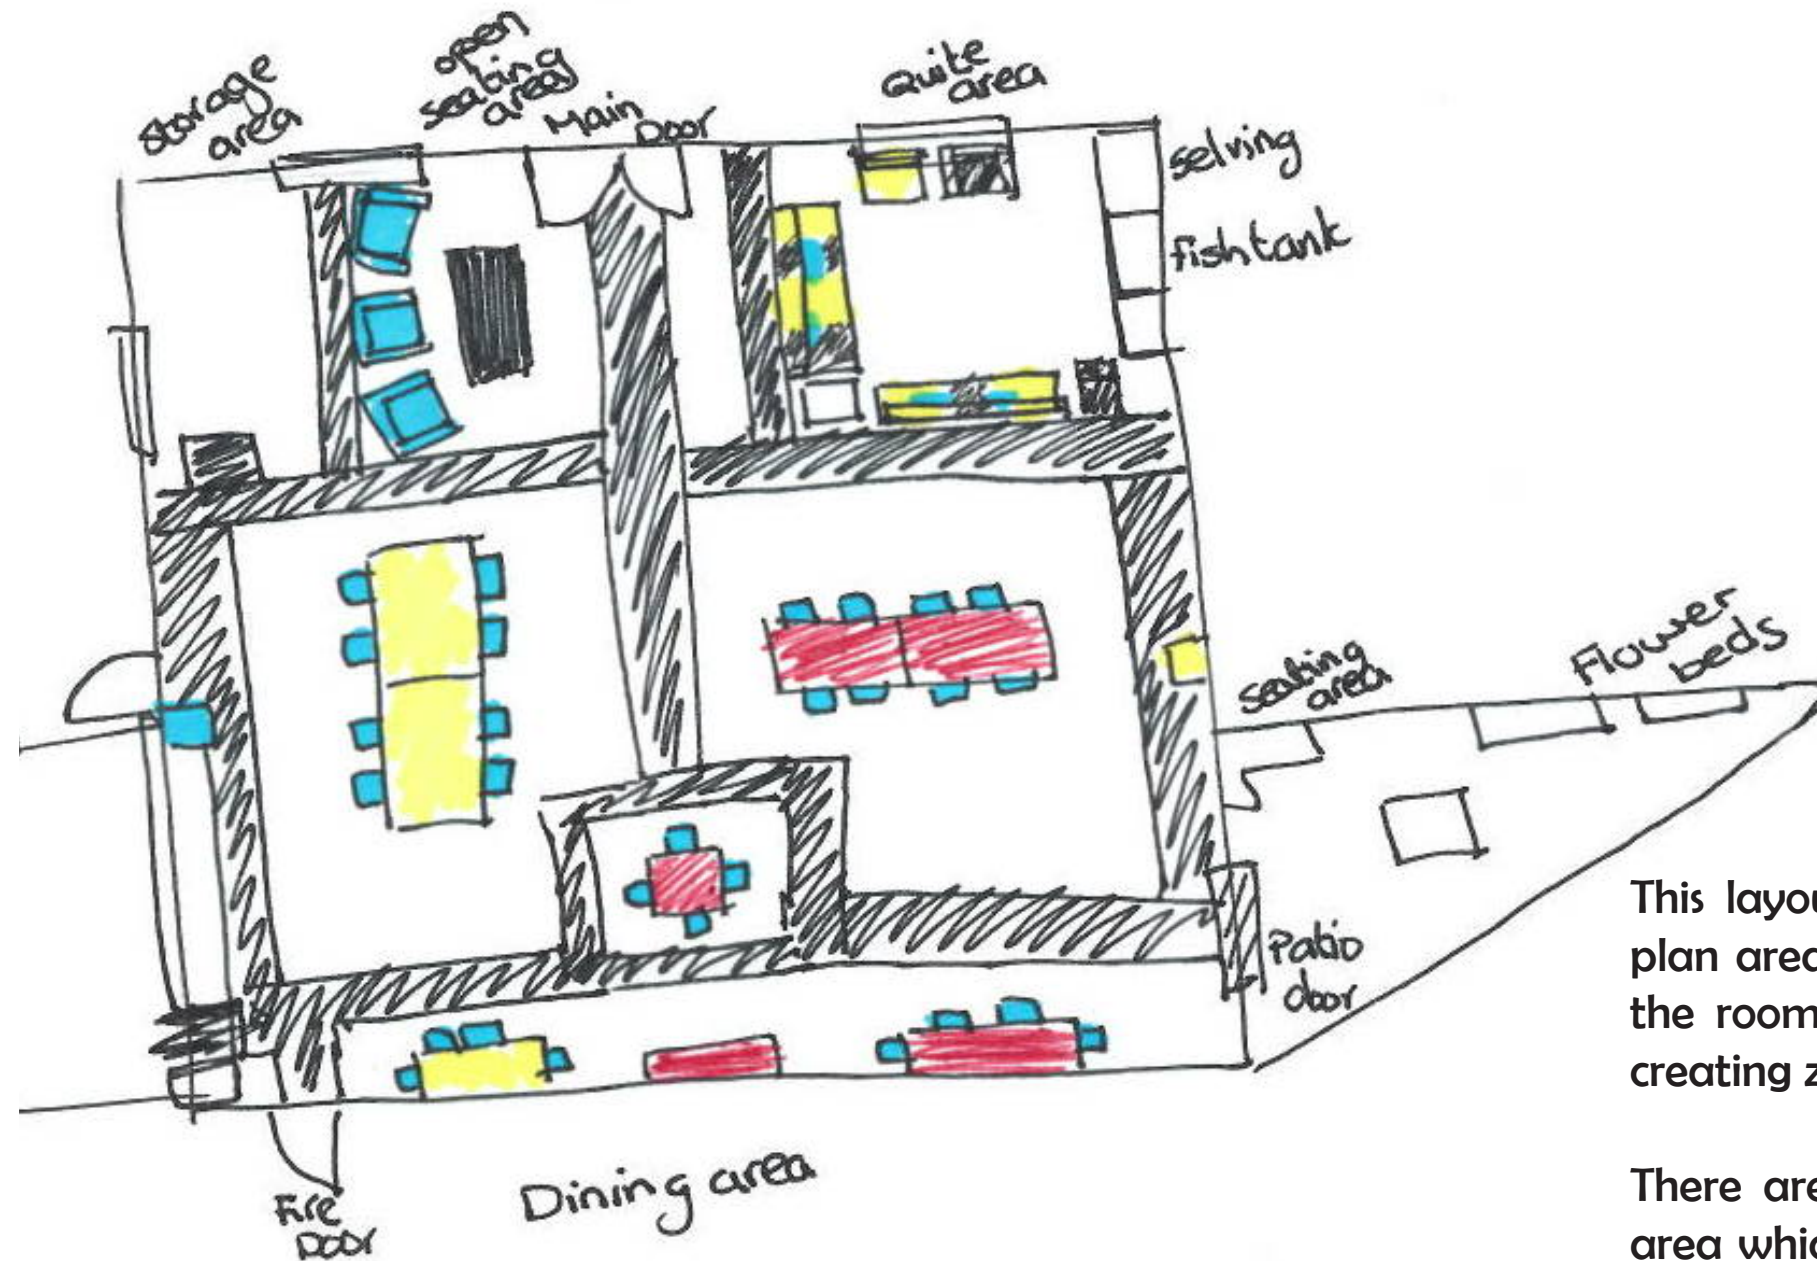 storage
area
open
seating
area
Main
Door
Quite
area
selving
fishtank
seating
area
Flower
beds
Patio
door
Fire
Door
Dining area
This layou
plan area
the room
creating z
There are
area whic